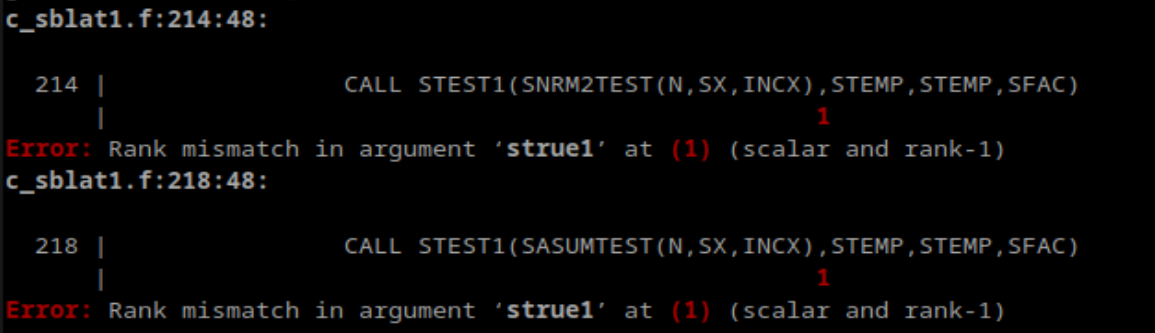 c_sblat1.f:214:48:
214 | CALL STEST1(SNRM2TEST(N,SX,INCX),STEMP,STEMP,SFAC)
| 1
Error: Rank mismatch in argument ‘strue1’ at (1) (scalar and rank-1)
c_sblat1.f:218:48:
218 | CALL STEST1(SASUMTEST(N,SX,INCX),STEMP,STEMP,SFAC)
| 1
Error: Rank mismatch in argument ‘strue1’ at (1) (scalar and rank-1)